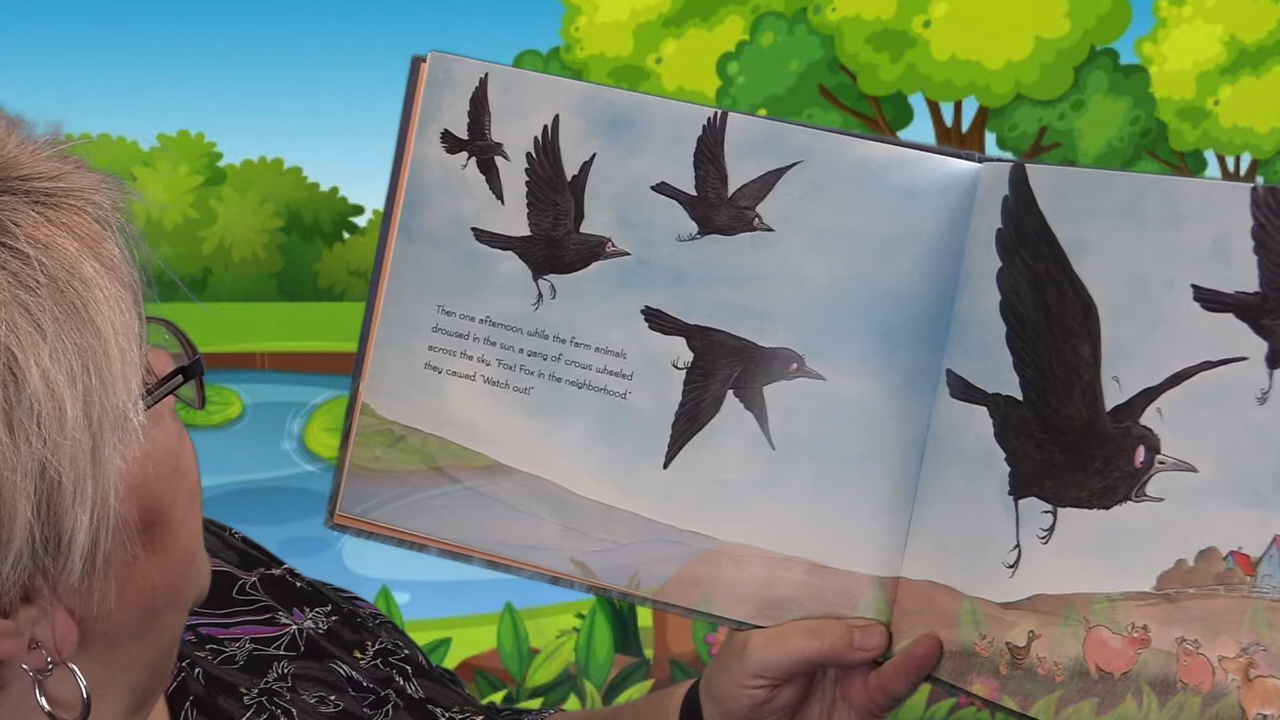 Then one afternoon, while the farm animals
drowsed in the sun, a gang of crows wheeled
across the sky. "Fox! Fox in the neighborhood,"
they cawed. "Watch out!"